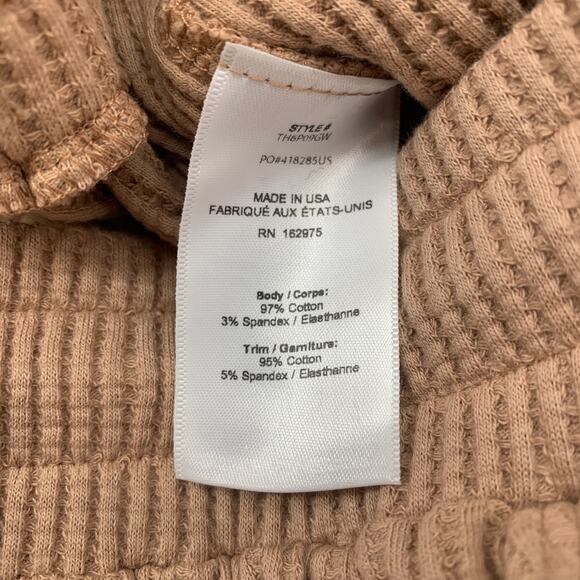 STYLE#
TH6P09GW
PO#418285US
MADE IN USA
FABRIQUÉ AUX ÉTATS-UNIS
RN 162975
Body / Corps:
97% Cotton
3% Spandex / Elasthanne
Trim / Garniture:
95% Cotton
5% Spandex / Elasthanne